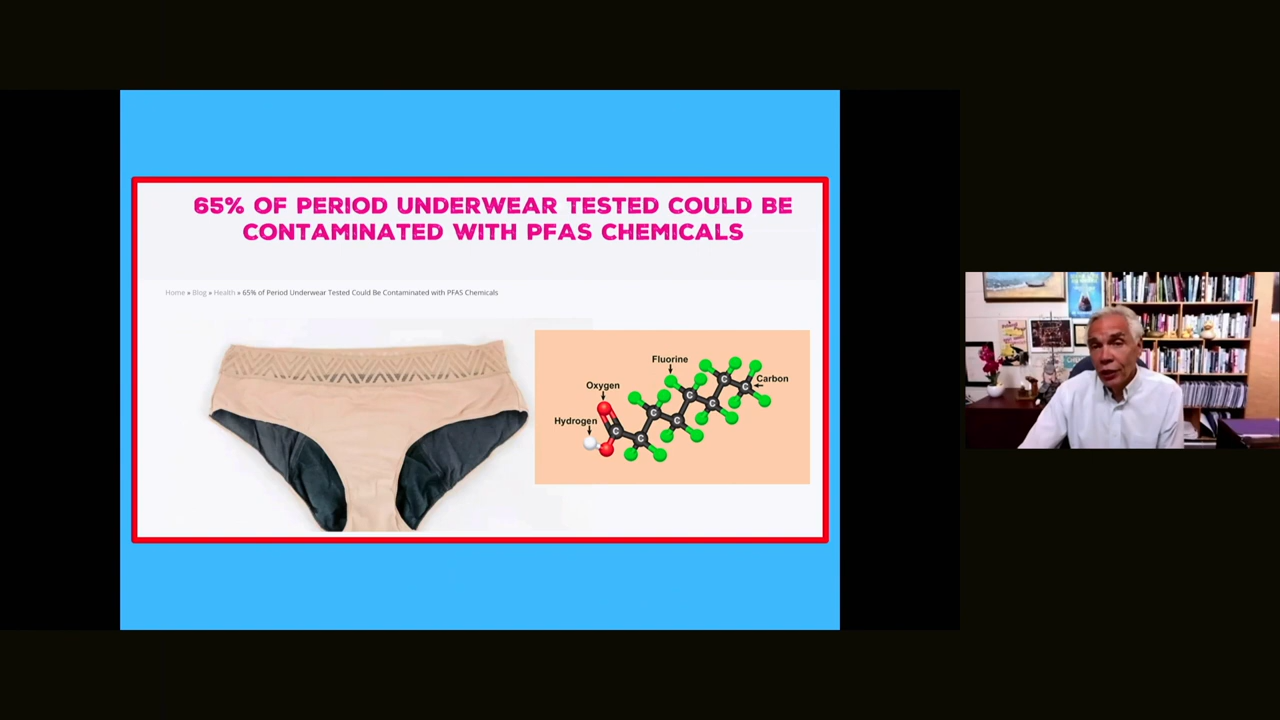 65% OF PERIOD UNDERWEAR TESTED COULD BE
CONTAMINATED WITH PFAS CHEMICALS
Home » Blog » Health » 65% of Period Underwear Tested Could Be Contaminated with PFAS Chemicals
Fluorine
Carbon
Oxygen
Hydrogen
C
C
C
C
C
C
C
C